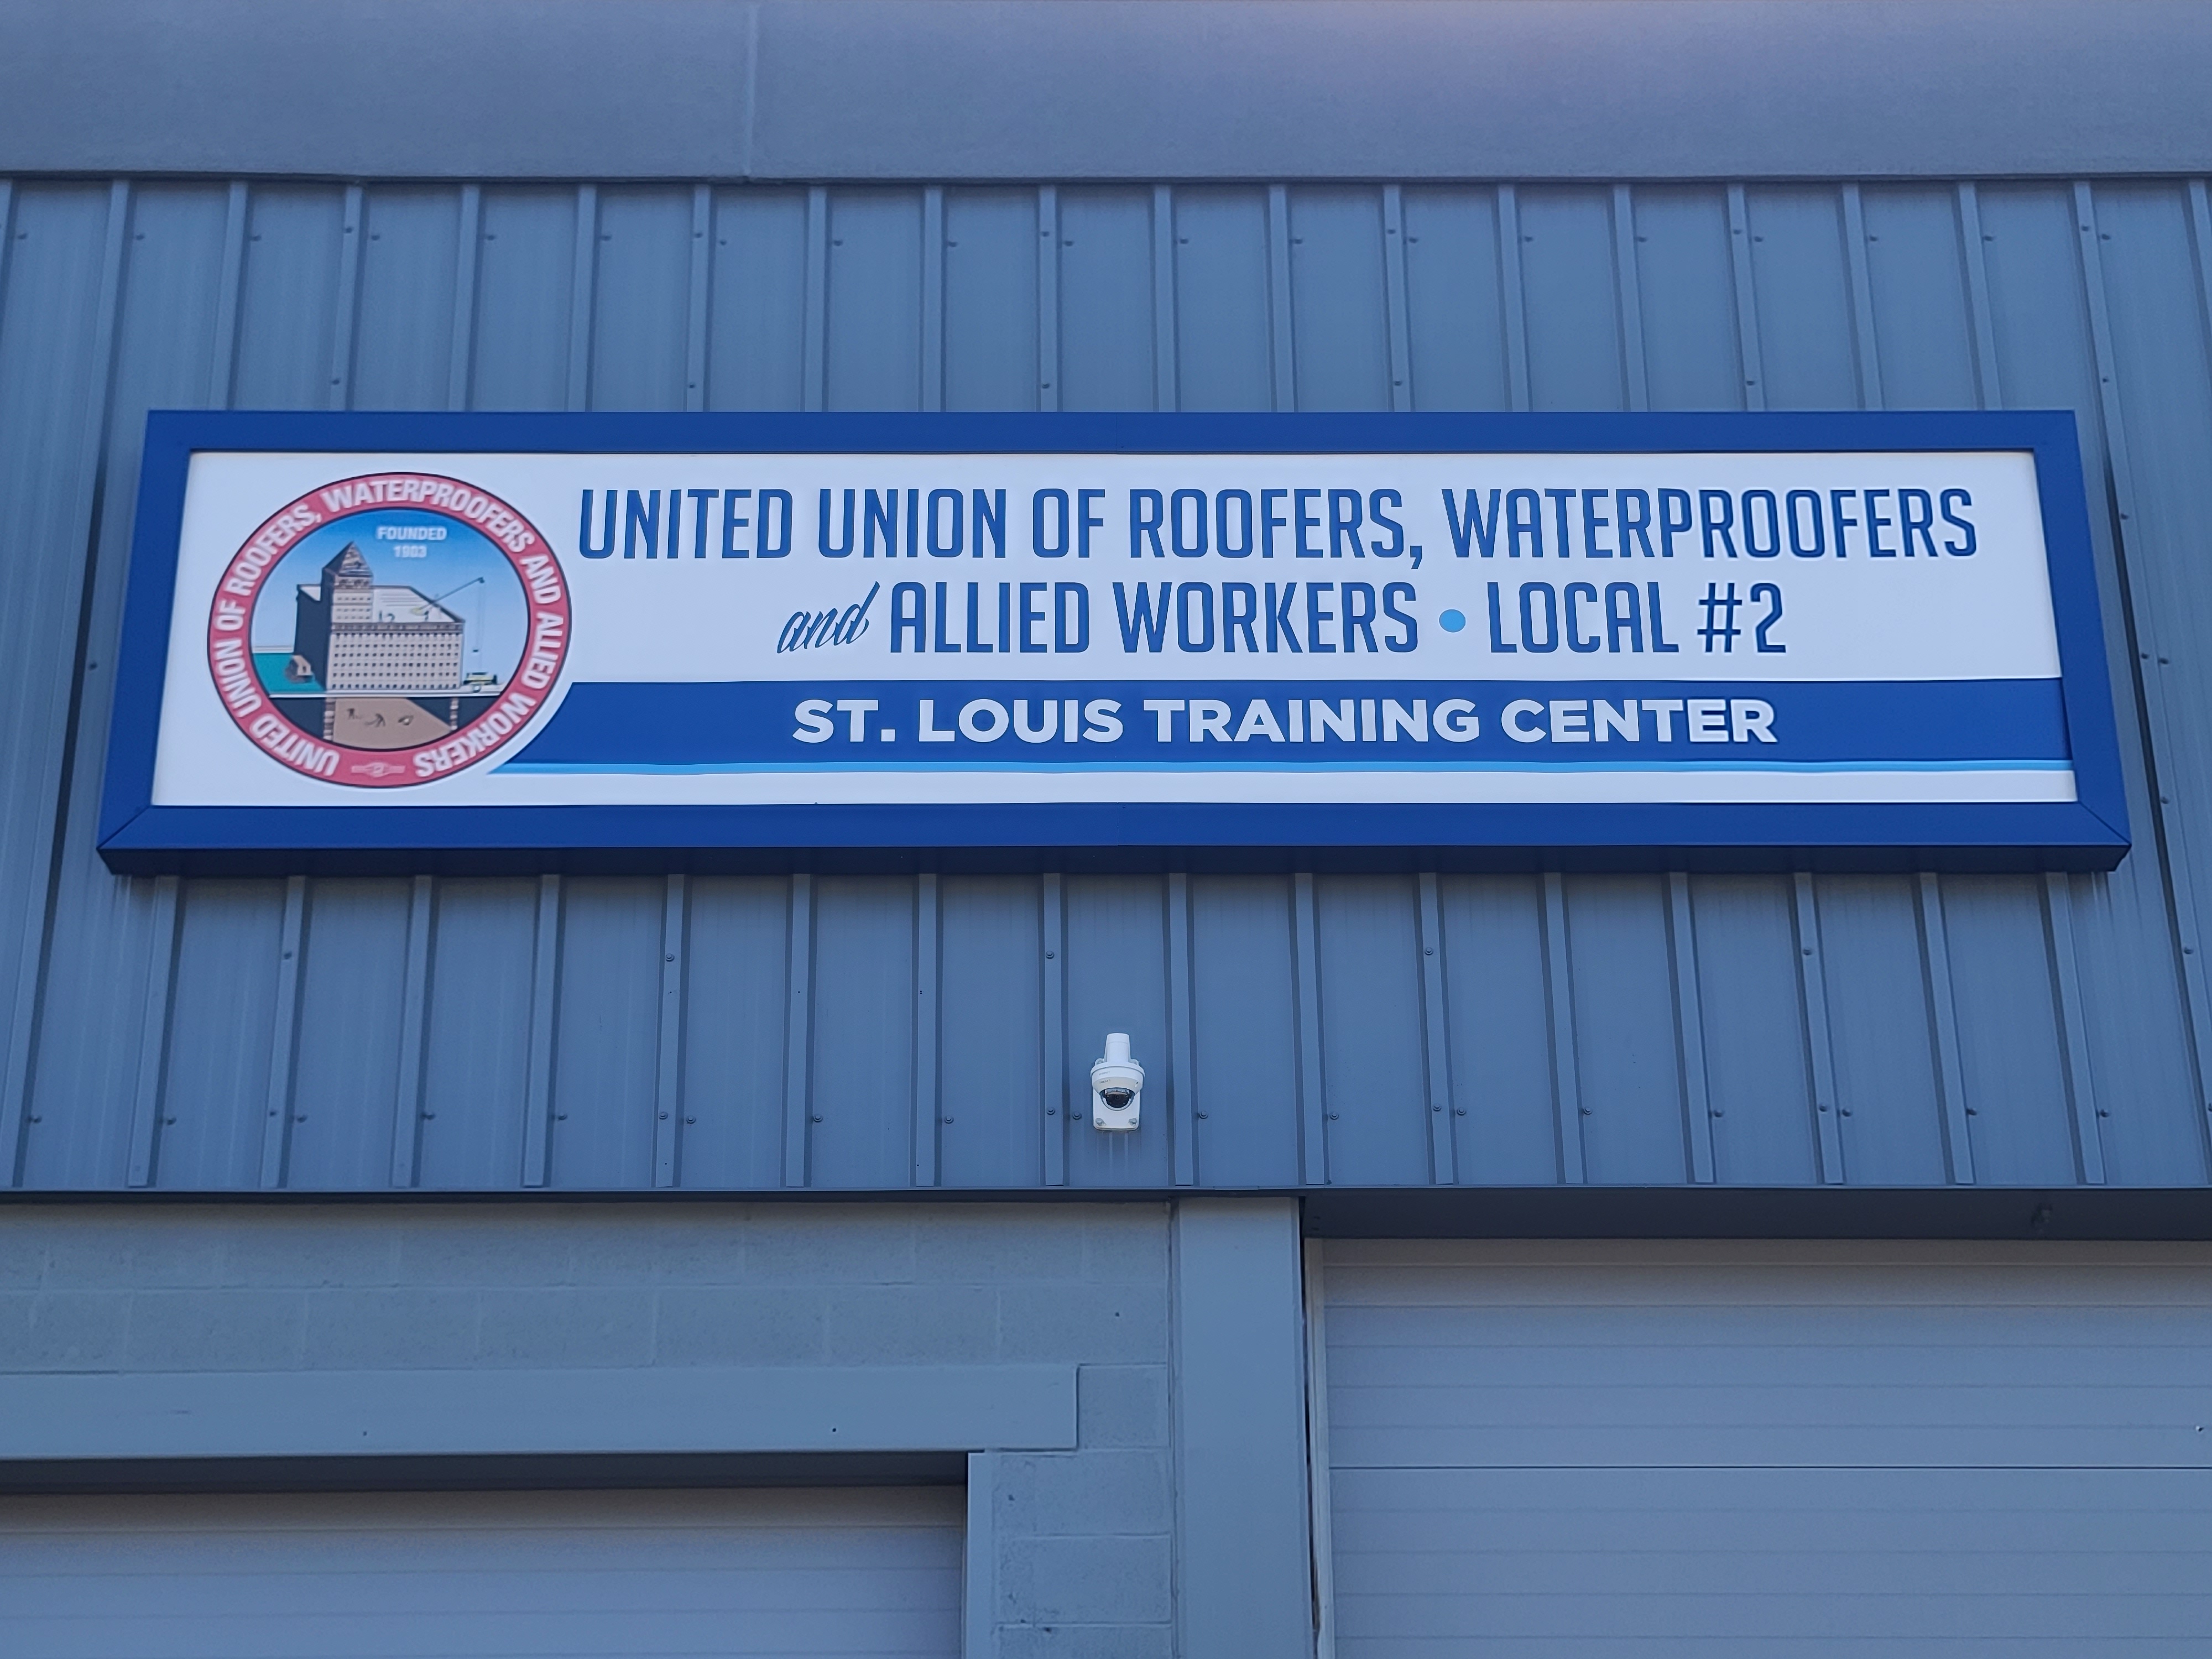 UNITED UNION OF ROOFERS, WATERPROOFERS AND ALLIED WORKERS
FOUNDED
1903
UNITED UNION OF ROOFERS, WATERPROOFERS
and ALLIED WORKERS • LOCAL #2
ST. LOUIS TRAINING CENTER